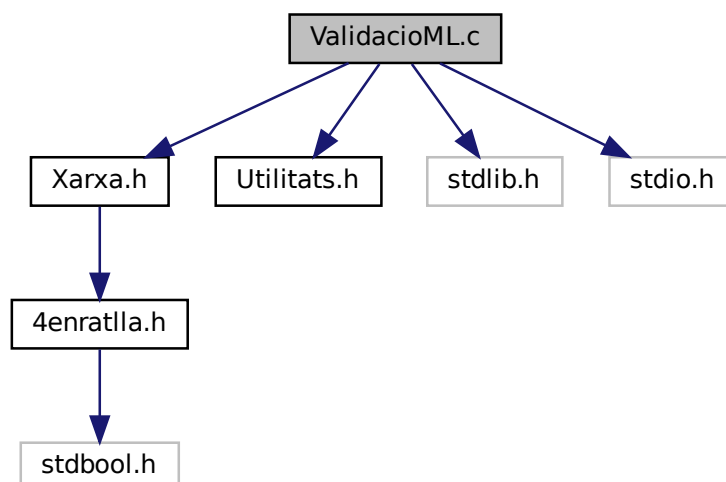 ValidacioML.c
Xarxa.h
Utilitats.h
stdlib.h
stdio.h
4enratlla.h
stdbool.h